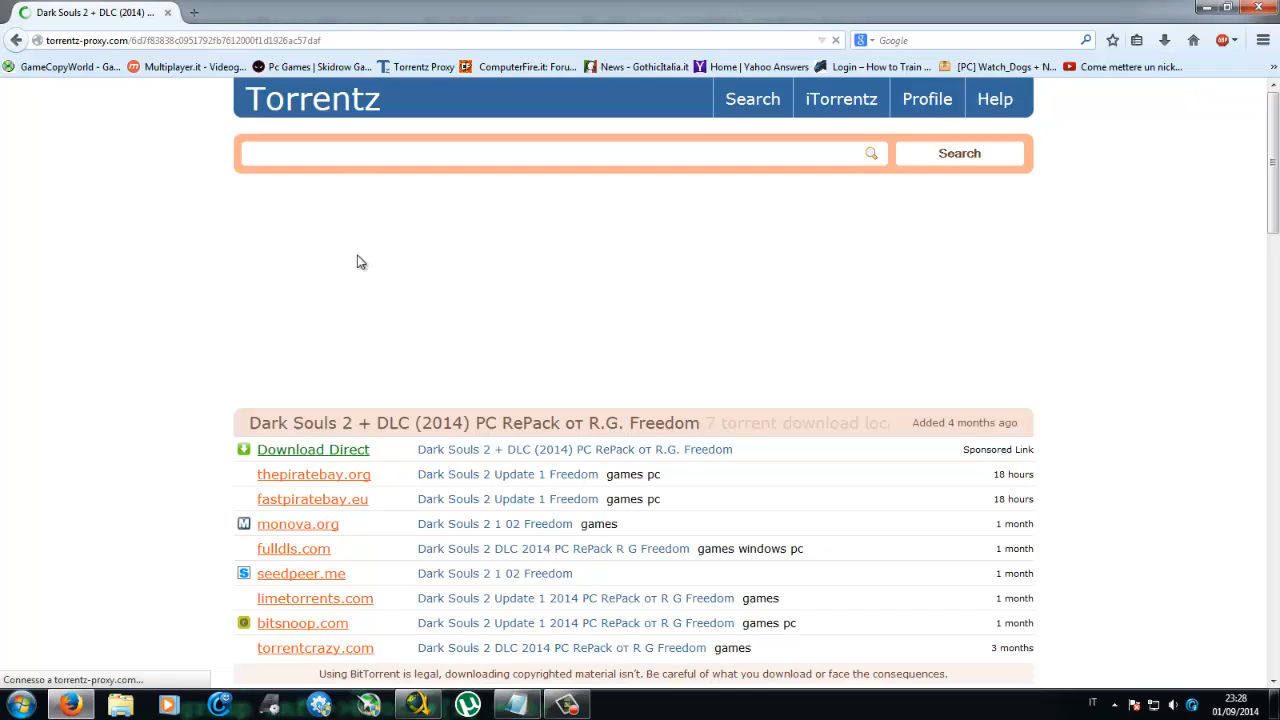 Dark Souls 2 + DLC (2014) ...
torrentz-proxy.com/6d7f83838c0951792fb7612000f1d1926ac57daf
Google
GameCopyWorld - Ga...
Multiplayer.it - Videog...
Pc Games | Skidrow Ga...
Torrentz Proxy
ComputerFire.it: Foru...
News - GothicItalia.it
Home | Yahoo Answers
Login – How to Train ...
[PC] Watch_Dogs + N...
Come mettere un nick...
Torrentz
Search
iTorrentz
Profile
Help
Search
Dark Souls 2 + DLC (2014) PC RePack от R.G. Freedom 7 torrent download loc Added 4 months ago
Download Direct Dark Souls 2 + DLC (2014) PC RePack от R.G. Freedom Sponsored Link
thepiratebay.org Dark Souls 2 Update 1 Freedom games pc 18 hours
fastpiratebay.eu Dark Souls 2 Update 1 Freedom games pc 18 hours
monova.org Dark Souls 2 1 02 Freedom games 1 month
fulldls.com Dark Souls 2 DLC 2014 PC RePack R G Freedom games windows pc 1 month
seedpeer.me Dark Souls 2 1 02 Freedom 1 month
limetorrents.com Dark Souls 2 Update 1 2014 PC RePack от R G Freedom games 1 month
bitsnoop.com Dark Souls 2 Update 1 2014 PC RePack от R G Freedom games pc 1 month
torrentcrazy.com Dark Souls 2 DLC 2014 PC RePack от R G Freedom games 3 months
Using BitTorrent is legal, downloading copyrighted material isn't. Be careful of what you download or face the consequences.
Connesso a torrentz-proxy.com...
IT
23:28
01/09/2014